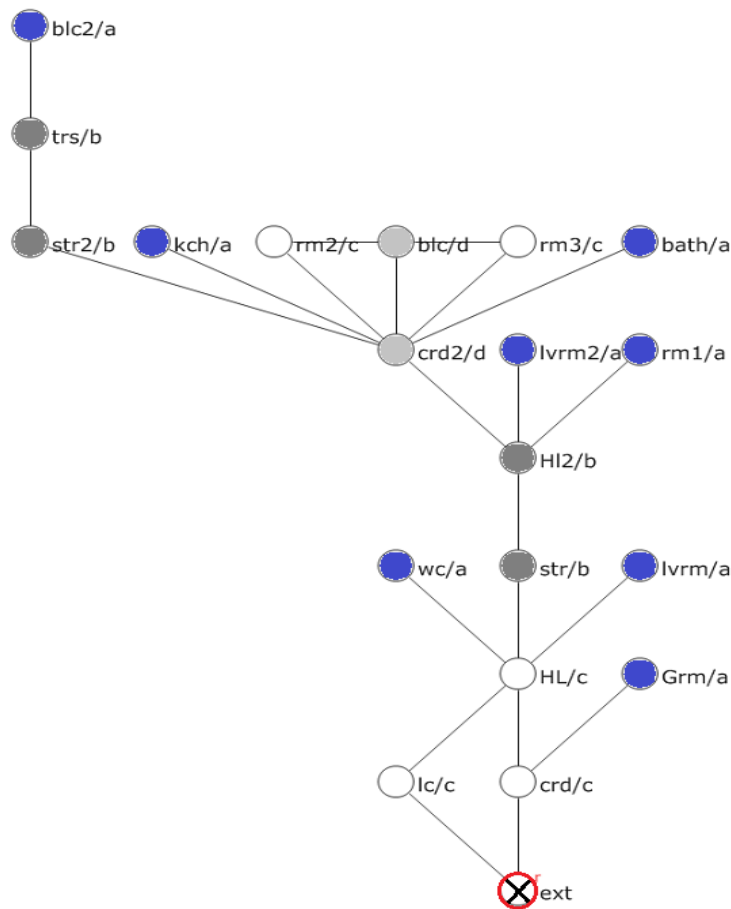 blc2/a
trs/b
str2/b kch/a rm2/c blc/d rm3/c bath/a
crd2/d lvrm2/a rm1/a
Hl2/b
wc/a str/b lvrm/a
HL/c Grm/a
lc/c crd/c
r
ext